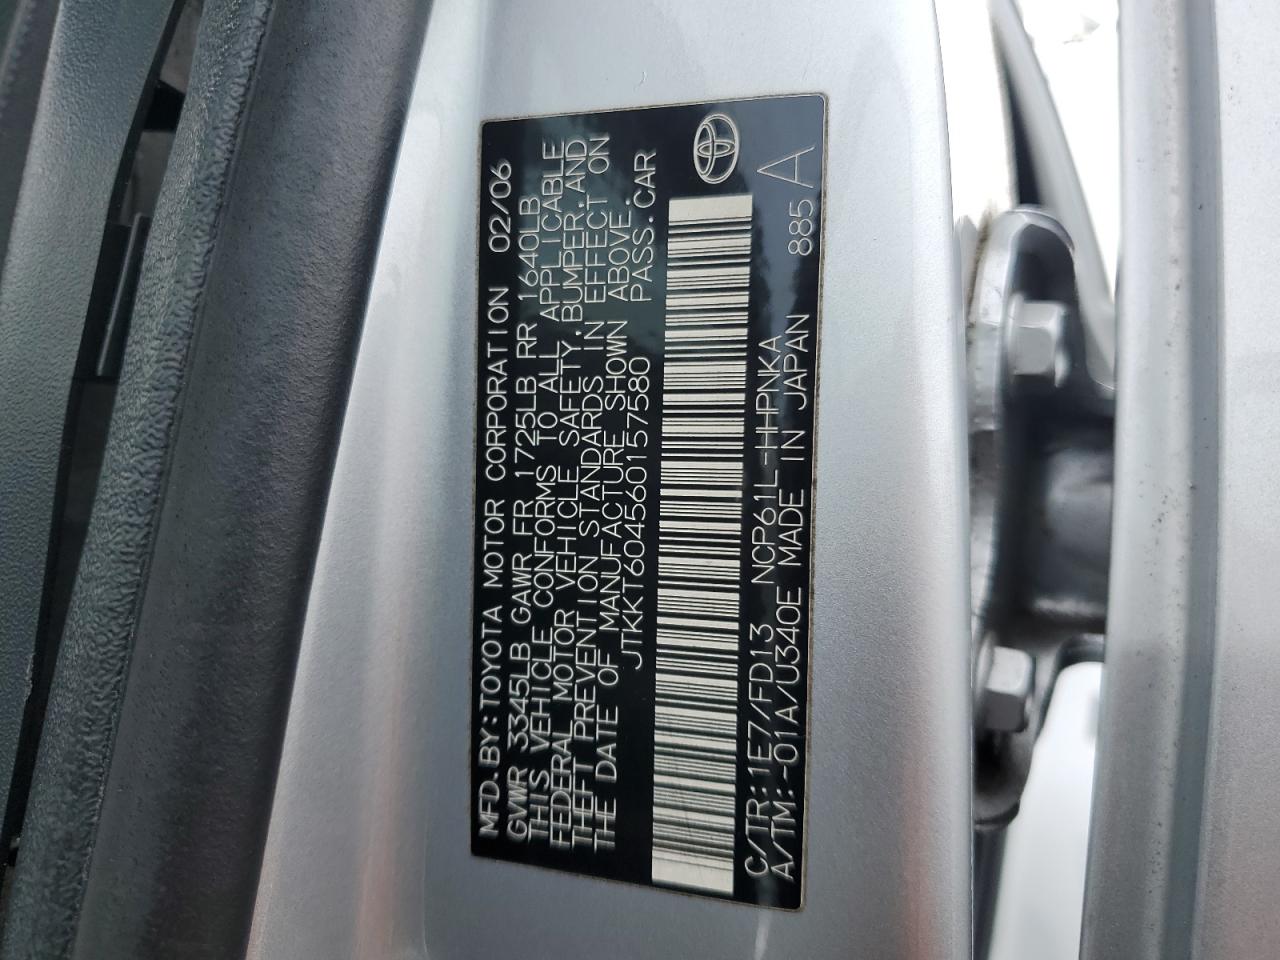 MFD.BY:TOYOTA MOTOR CORPORATION 02/06
GVWR 3345LB GAWR FR 1725LB RR 1640LB
THIS VEHICLE CONFORMS TO ALL APPLICABLE
FEDERAL MOTOR VEHICLE SAFETY,BUMPER,AND
THEFT PREVENTION STANDARDS IN EFFECT ON
THE DATE OF MANUFACTURE SHOWN ABOVE.
JTKKT604560157580 PASS.CAR
C/TR:1E7/FD13 NCP61L-HHPNKA
A/TM:-01A/U340E MADE IN JAPAN 885 A